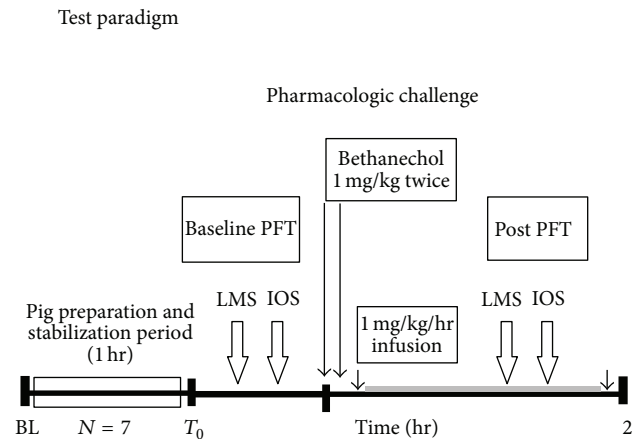 Test paradigm
Pharmacologic challenge
Bethanechol
1 mg/kg twice
Baseline PFT
Post PFT
Pig preparation and
stabilization period
(1 hr)
LMS
IOS
1 mg/kg/hr
infusion
LMS
IOS
BL
N = 7
T0
Time (hr)
2